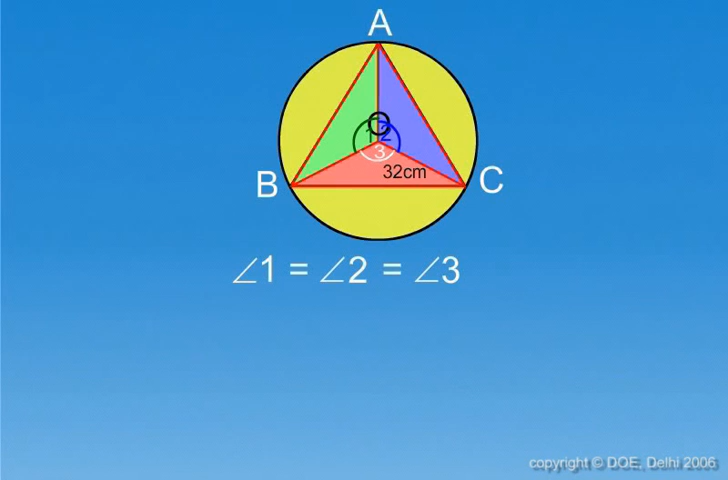 A
O
1 2
3
32cm
B
C
∠1 = ∠2 = ∠3
copyright © DOE, Delhi 2006